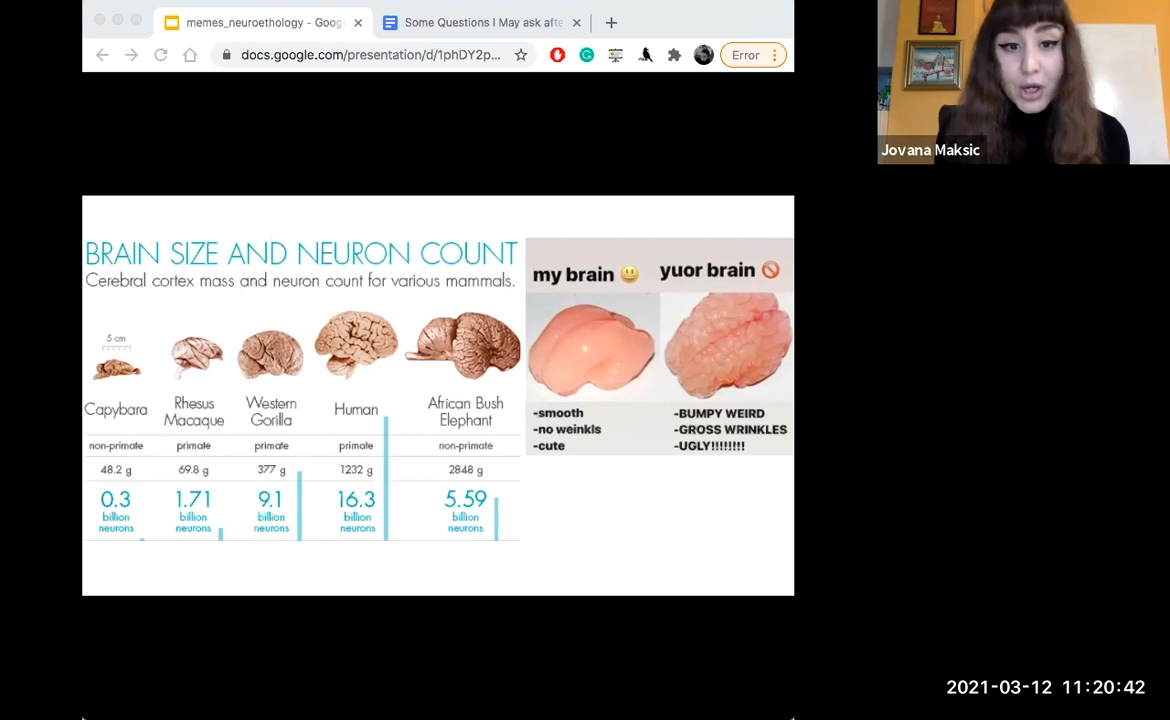 memes_neuroethology - Goog
Some Questions I May ask afte
docs.google.com/presentation/d/1phDY2p...
Error
Jovana Maksic
BRAIN SIZE AND NEURON COUNT
Cerebral cortex mass and neuron count for various mammals.
5 cm
Capybara
Rhesus
Macaque
Western
Gorilla
Human
African Bush
Elephant
non-primate
primate
primate
primate
non-primate
48.2 g
69.8 g
377 g
1232 g
2848 g
0.3
billion
neurons
1.71
billion
neurons
9.1
billion
neurons
16.3
billion
neurons
5.59
billion
neurons
my brain 😃
yuor brain 🚫
-smooth
-no weinkls
-cute
-BUMPY WEIRD
-GROSS WRINKLES
-UGLY!!!!!!!!
2021-03-12 11:20:42